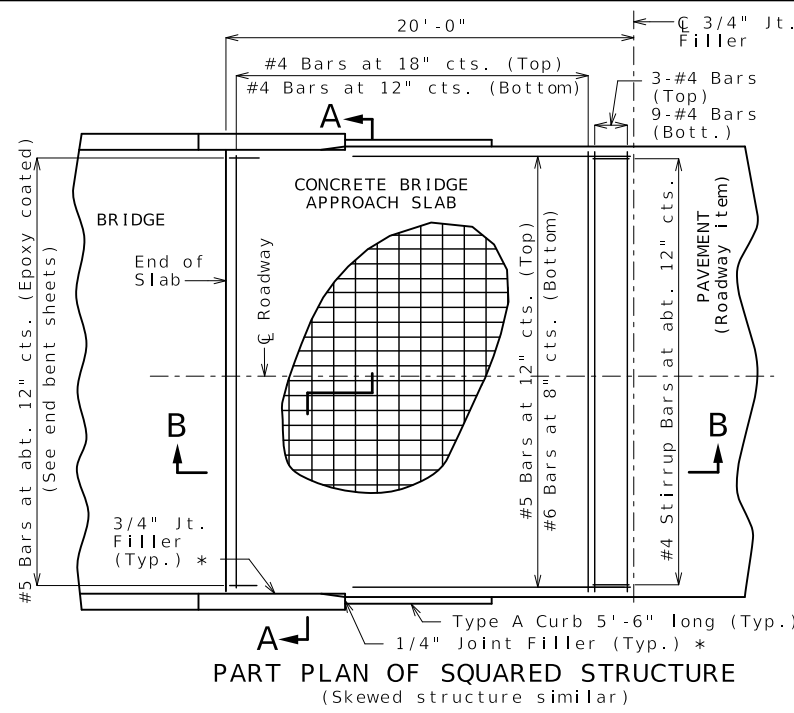 20'-0"
℄ 3/4" Jt.
Filler
#4 Bars at 18" cts. (Top)
#4 Bars at 12" cts. (Bottom)
3-#4 Bars
(Top)
9-#4 Bars
(Bott.)
A
CONCRETE BRIDGE
APPROACH SLAB
BRIDGE
End of
Slab
℄ Roadway
#5 Bars at abt. 12" cts. (Epoxy coated)
(See end bent sheets)
#5 Bars at 12" cts. (Top)
#6 Bars at 8" cts. (Bottom)
#4 Stirrup Bars at abt. 12" cts.
PAVEMENT
(Roadway item)
B
B
3/4" Jt.
Filler
(Typ.) *
A
Type A Curb 5'-6" long (Typ.)
1/4" Joint Filler (Typ.) *
PART PLAN OF SQUARED STRUCTURE
(Skewed structure similar)